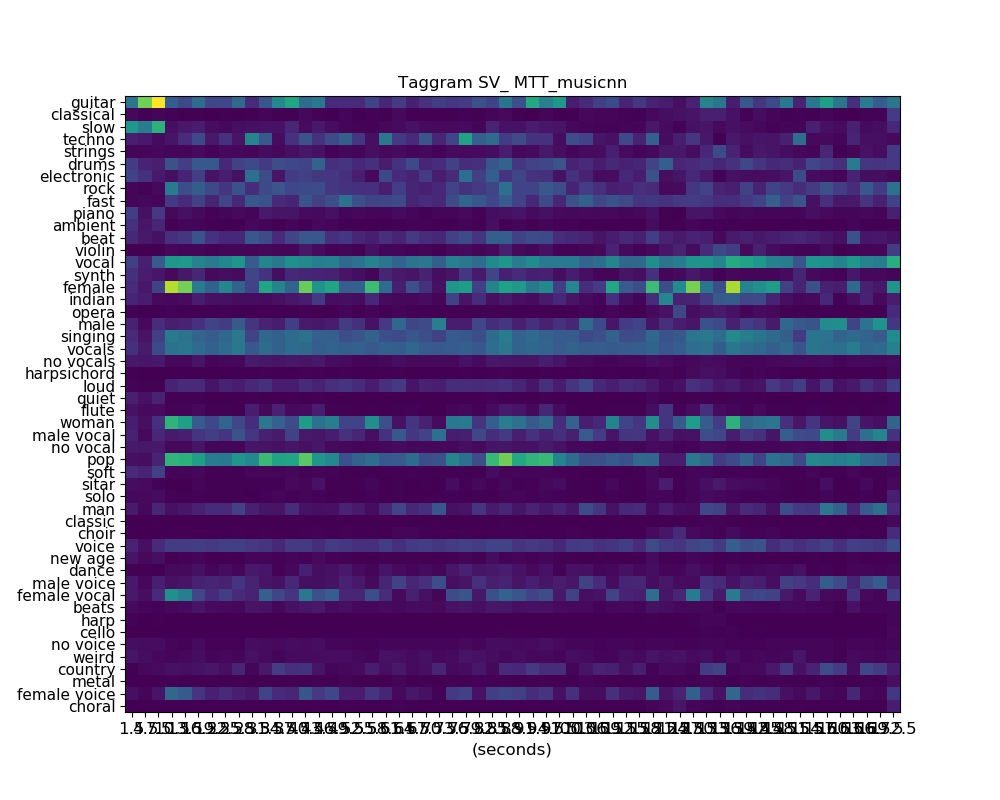 Taggram SV_ MTT_musicnn
guitar
classical
slow
techno
strings
drums
electronic
rock
fast
piano
ambient
beat
violin
vocal
synth
female
indian
opera
male
singing
vocals
no vocals
harpsichord
loud
quiet
flute
woman
male vocal
no vocal
pop
soft
sitar
solo
man
classic
choir
voice
new age
dance
male voice
female vocal
beats
harp
cello
no voice
weird
country
metal
female voice
choral
(seconds)